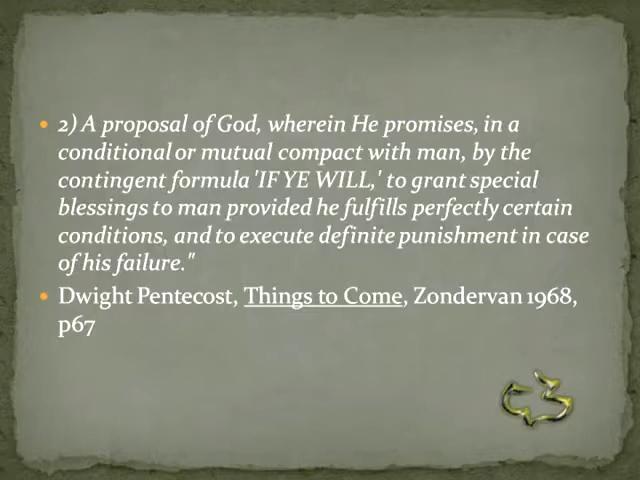 2) A proposal of God, wherein He promises, in a
conditional or mutual compact with man, by the
contingent formula 'IF YE WILL,' to grant special
blessings to man provided he fulfills perfectly certain
conditions, and to execute definite punishment in case
of his failure."
Dwight Pentecost, Things to Come, Zondervan 1968,
p67